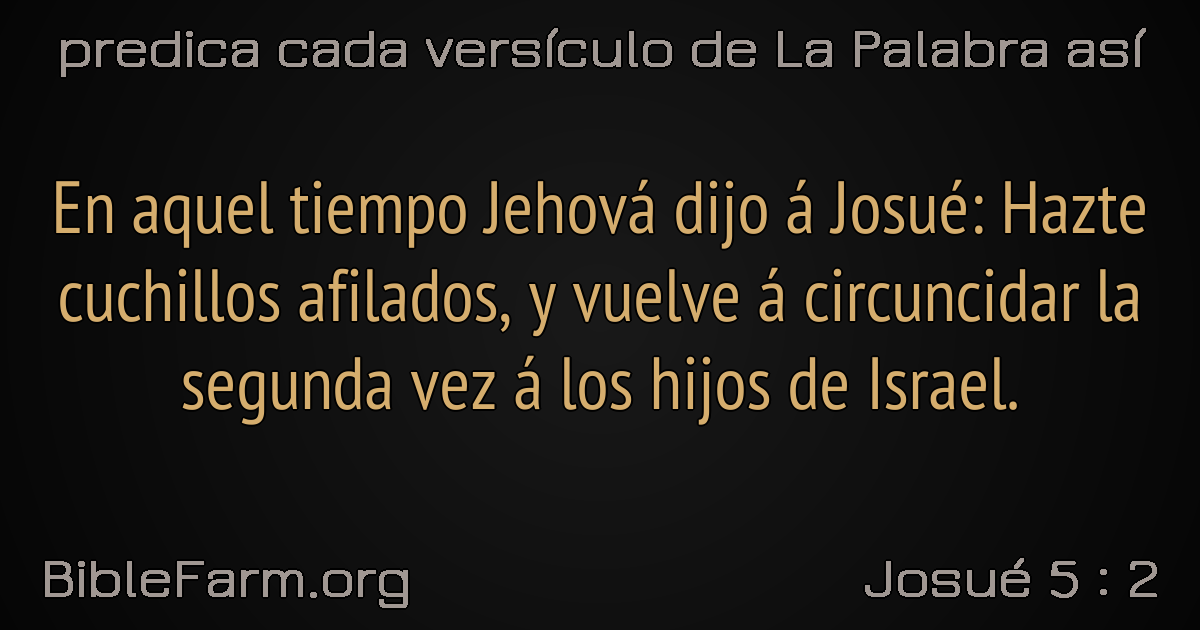 predica cada versículo de La Palabra así
En aquel tiempo Jehová dijo á Josué: Hazte
cuchillos afilados, y vuelve á circuncidar la
segunda vez á los hijos de Israel.
BibleFarm.org
Josué 5 : 2